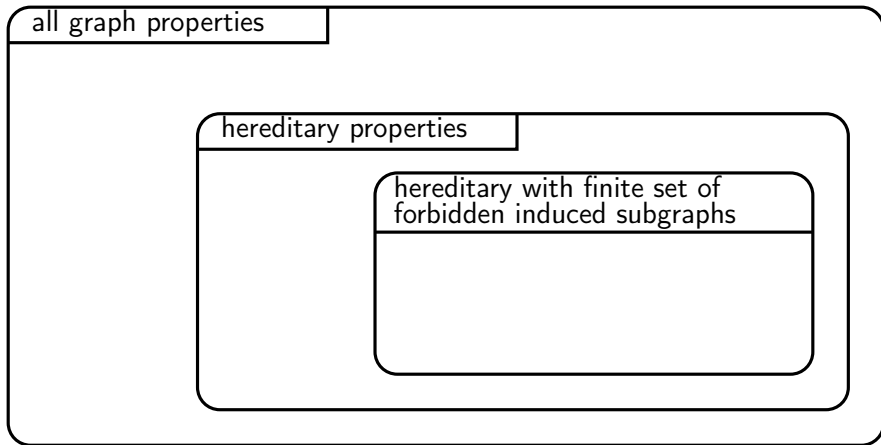 all graph properties
hereditary properties
hereditary with finite set of
forbidden induced subgraphs